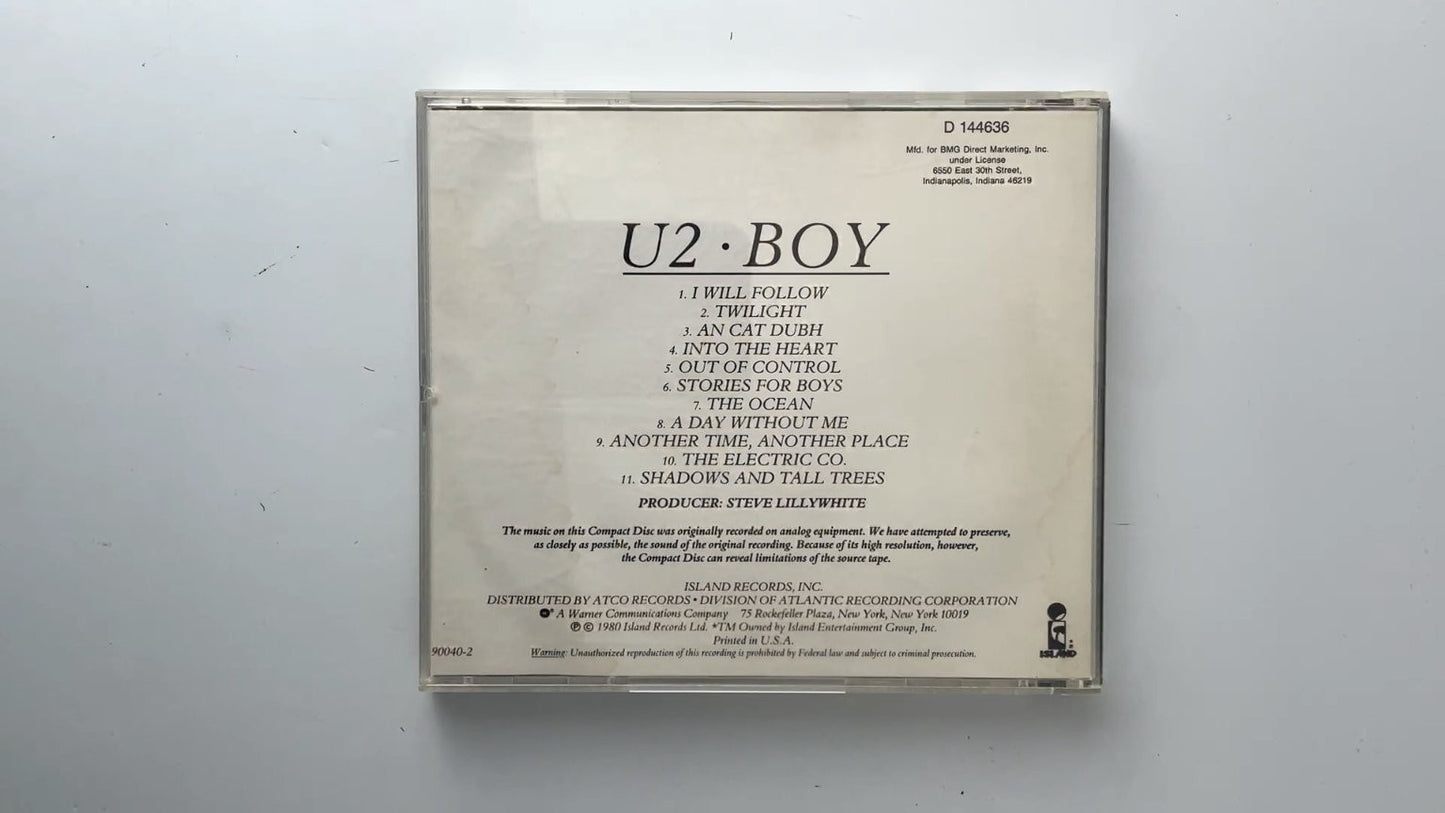 D 144636
Mfd. for BMG Direct Marketing, Inc.
under License
6550 East 30th Street,
Indianapolis, Indiana 46219
U2 · BOY
1. I WILL FOLLOW
2. TWILIGHT
3. AN CAT DUBH
4. INTO THE HEART
5. OUT OF CONTROL
6. STORIES FOR BOYS
7. THE OCEAN
8. A DAY WITHOUT ME
9. ANOTHER TIME, ANOTHER PLACE
10. THE ELECTRIC CO.
11. SHADOWS AND TALL TREES
PRODUCER: STEVE LILLYWHITE
The music on this Compact Disc was originally recorded on analog equipment. We have attempted to preserve,
as closely as possible, the sound of the original recording. Because of its high resolution, however,
the Compact Disc can reveal limitations of the source tape.
ISLAND RECORDS, INC.
DISTRIBUTED BY ATCO RECORDS • DIVISION OF ATLANTIC RECORDING CORPORATION
A Warner Communications Company 75 Rockefeller Plaza, New York, New York 10019
℗ © 1980 Island Records Ltd. *TM Owned by Island Entertainment Group, Inc.
Printed in U.S.A.
90040-2
Warning: Unauthorized reproduction of this recording is prohibited by Federal law and subject to criminal prosecution.
ISLAND